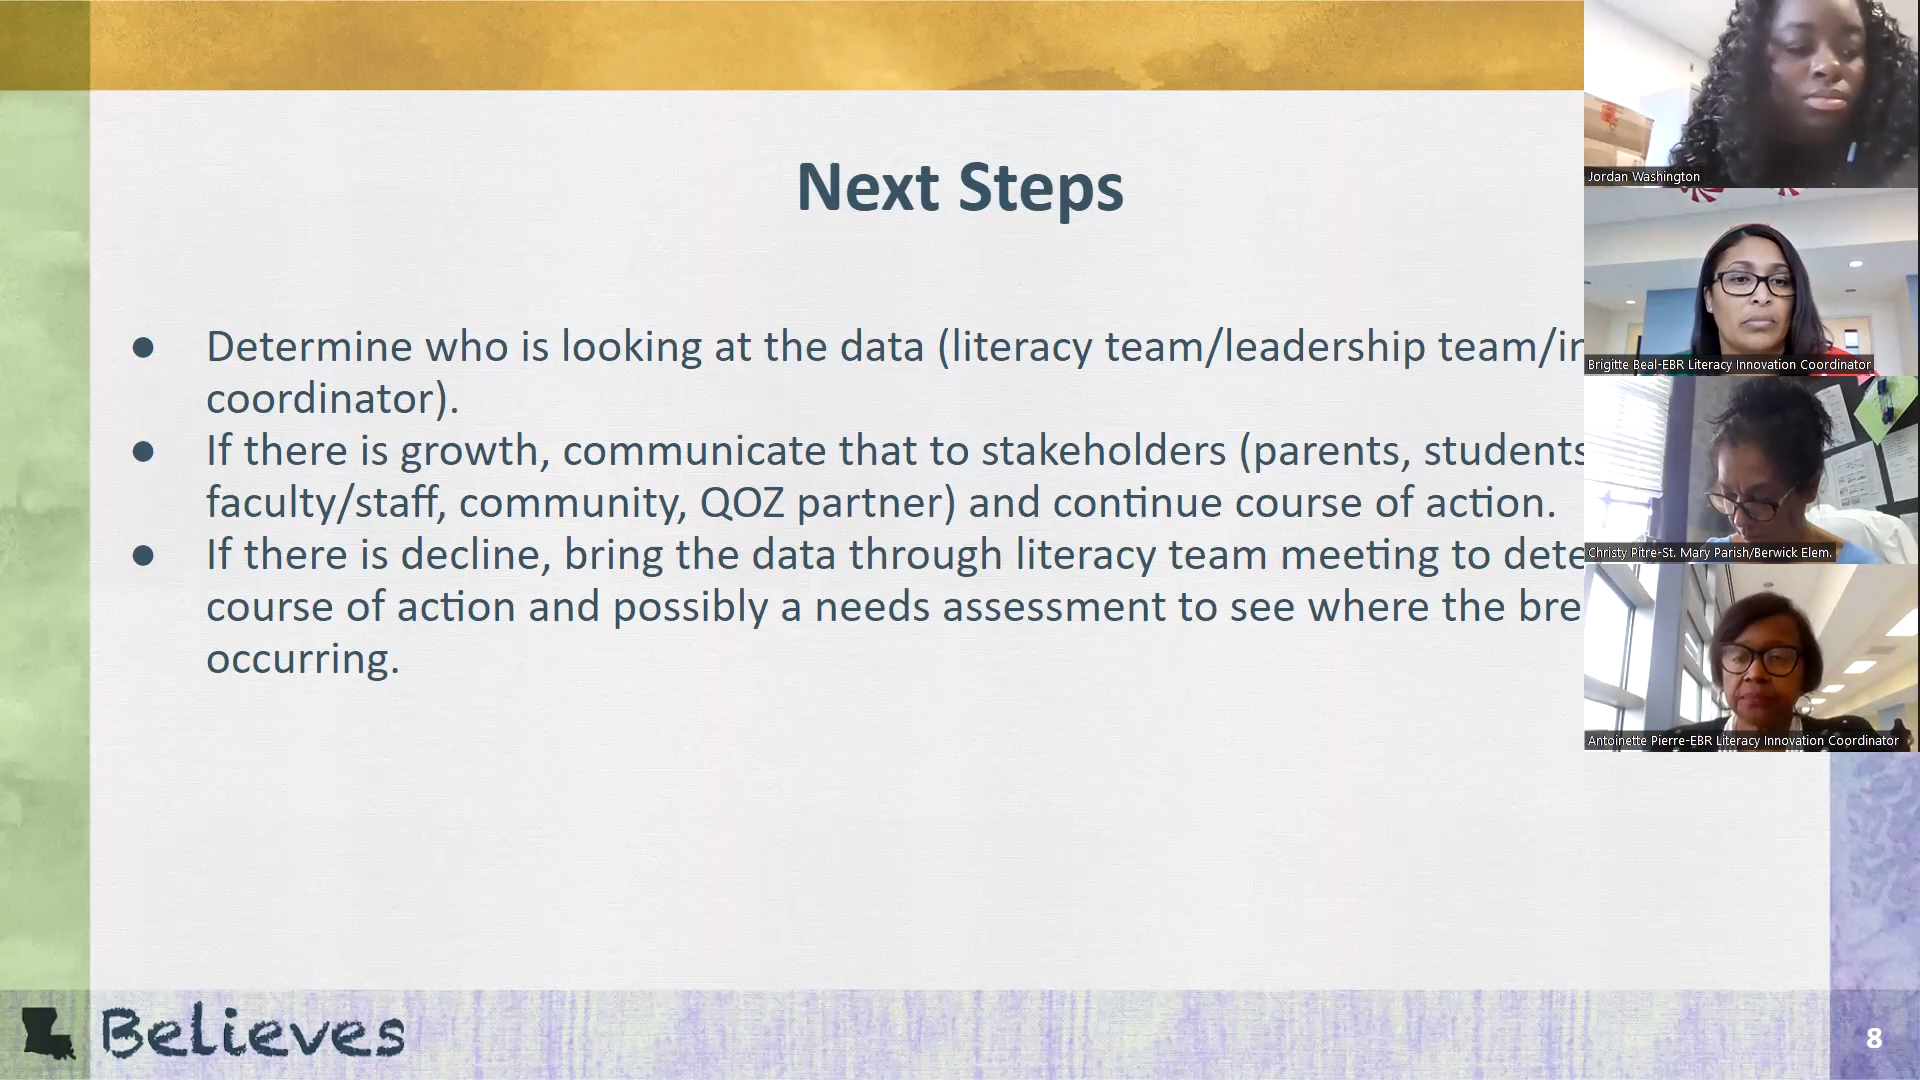 Next Steps
● Determine who is looking at the data (literacy team/leadership team/
coordinator).
● If there is growth, communicate that to stakeholders (parents, students
faculty/staff, community, QOZ partner) and continue course of action.
● If there is decline, bring the data through literacy team meeting to
course of action and possibly a needs assessment to see where the
occurring.
Believes
8
Jordan Washington
Brigitte Beal-EBR Literacy Innovation Coordinator
Christy Pitre-St. Mary Parish/Berwick Elem.
Antoinette Pierre-EBR Literacy Innovation Coordinator